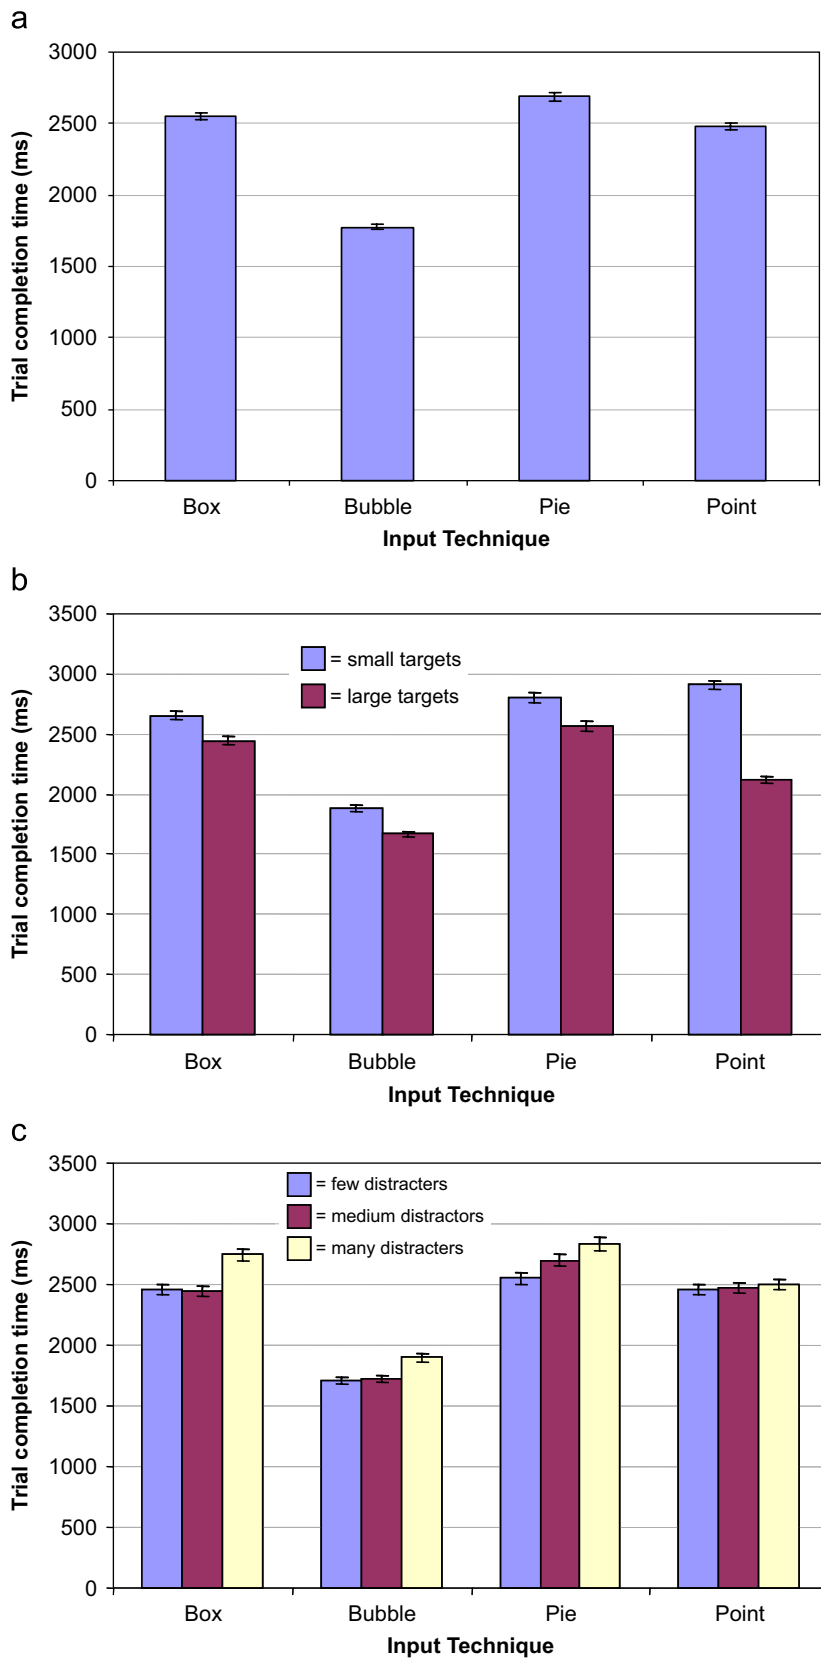 a
3000
2500
2000
1500
1000
500
0
Trial completion time (ms)
Box Bubble Pie Point
Input Technique
b
3500
3000
2500
2000
1500
1000
500
0
Trial completion time (ms)
= small targets
= large targets
Box Bubble Pie Point
Input Technique
c
3500
3000
2500
2000
1500
1000
500
0
Trial completion time (ms)
= few distracters
= medium distractors
= many distracters
Box Bubble Pie Point
Input Technique